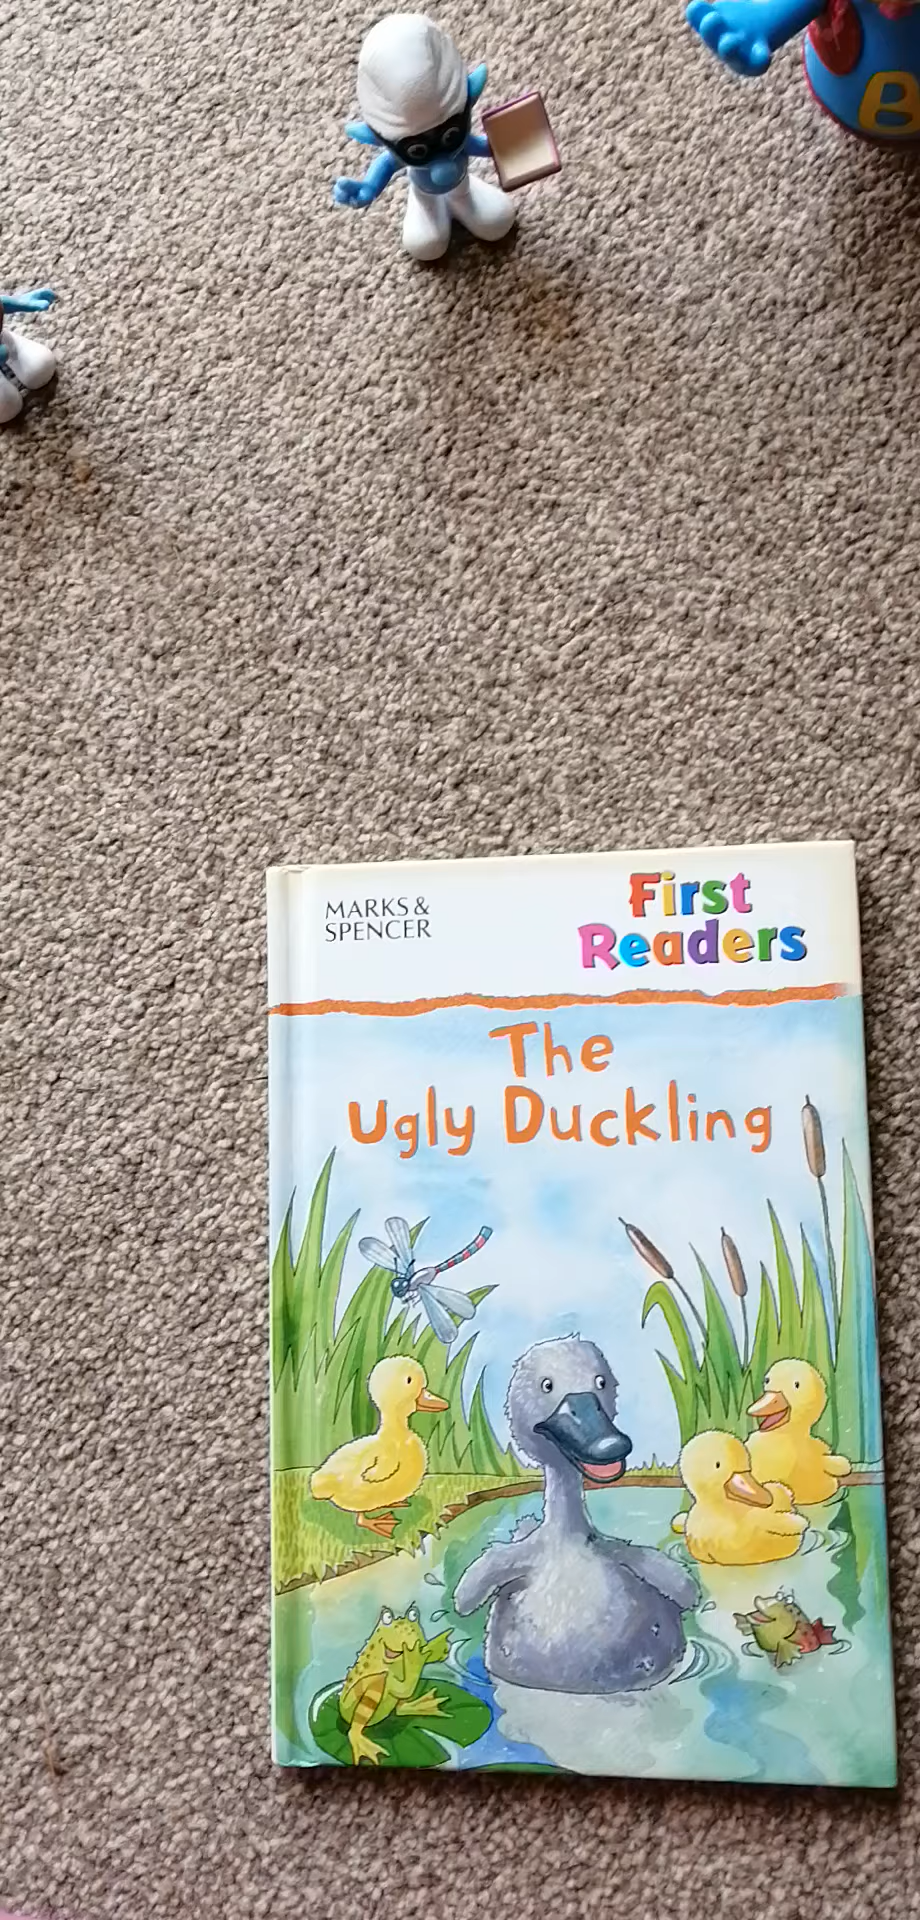 B
MARKS &
SPENCER
First
Readers
The
Ugly Duckling